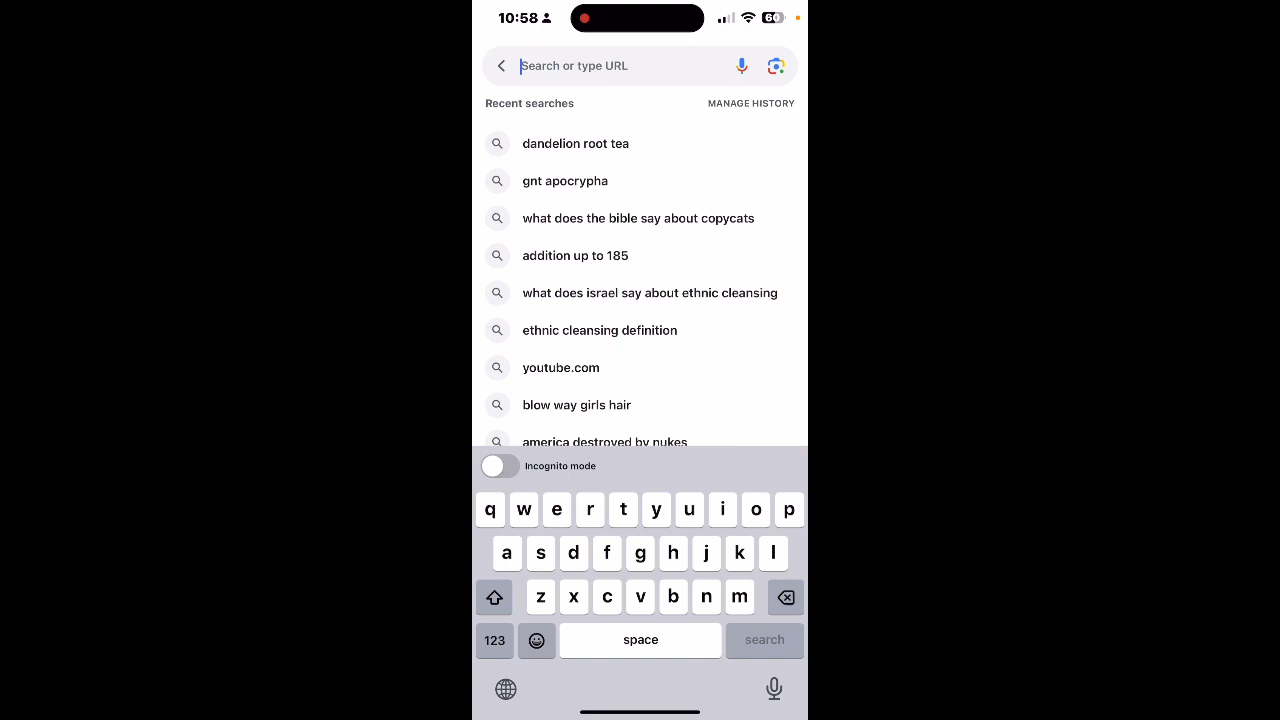 10:58
60
Search or type URL
Recent searches
MANAGE HISTORY
dandelion root tea
gnt apocrypha
what does the bible say about copycats
addition up to 185
what does israel say about ethnic cleansing
ethnic cleansing definition
youtube.com
blow way girls hair
america destroyed by nukes
Incognito mode
q w e r t y u i o p
a s d f g h j k l
z x c v b n m
123 space search